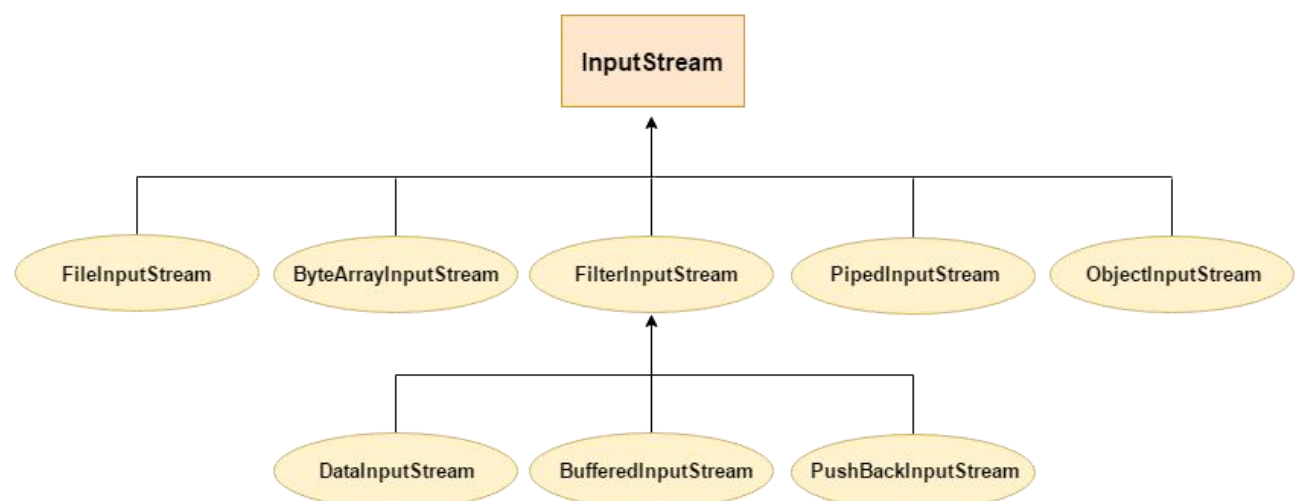 InputStream
FileInputStream
ByteArrayInputStream
FilterInputStream
PipedInputStream
ObjectInputStream
DataInputStream
BufferedInputStream
PushBackInputStream